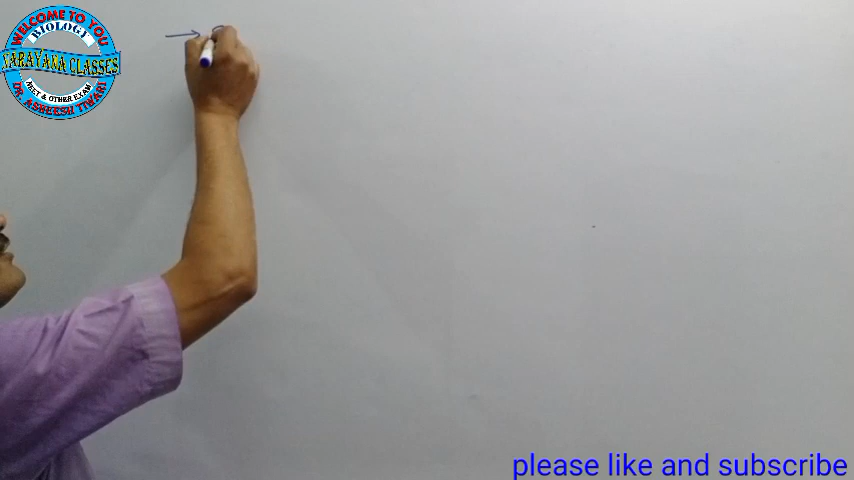 WELCOME TO YOU
BIOLOGY
NARAYANA CLASSES
NEET & OTHER EXAM
DR. ASHEESH TIWARI
please like and subscribe